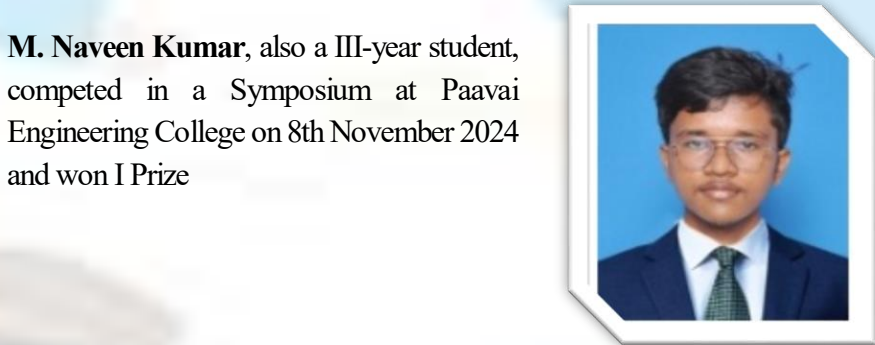 M. Naveen Kumar, also a III-year student,
competed in a Symposium at Paavai
Engineering College on 8th November 2024
and won I Prize